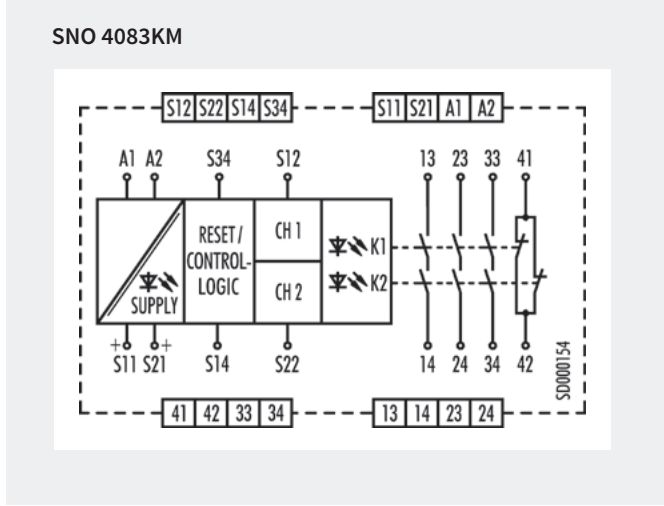 SNO 4083KM
S12 S22 S14 S34 S11 S21 A1 A2
A1 A2 S34 S12 13 23 33 41
RESET/
CONTROL-
LOGIC
CH 1
K1
CH 2
K2
SUPPLY
+ +
S11 S21 S14 S22 14 24 34 42
SD000154
41 42 33 34 13 14 23 24